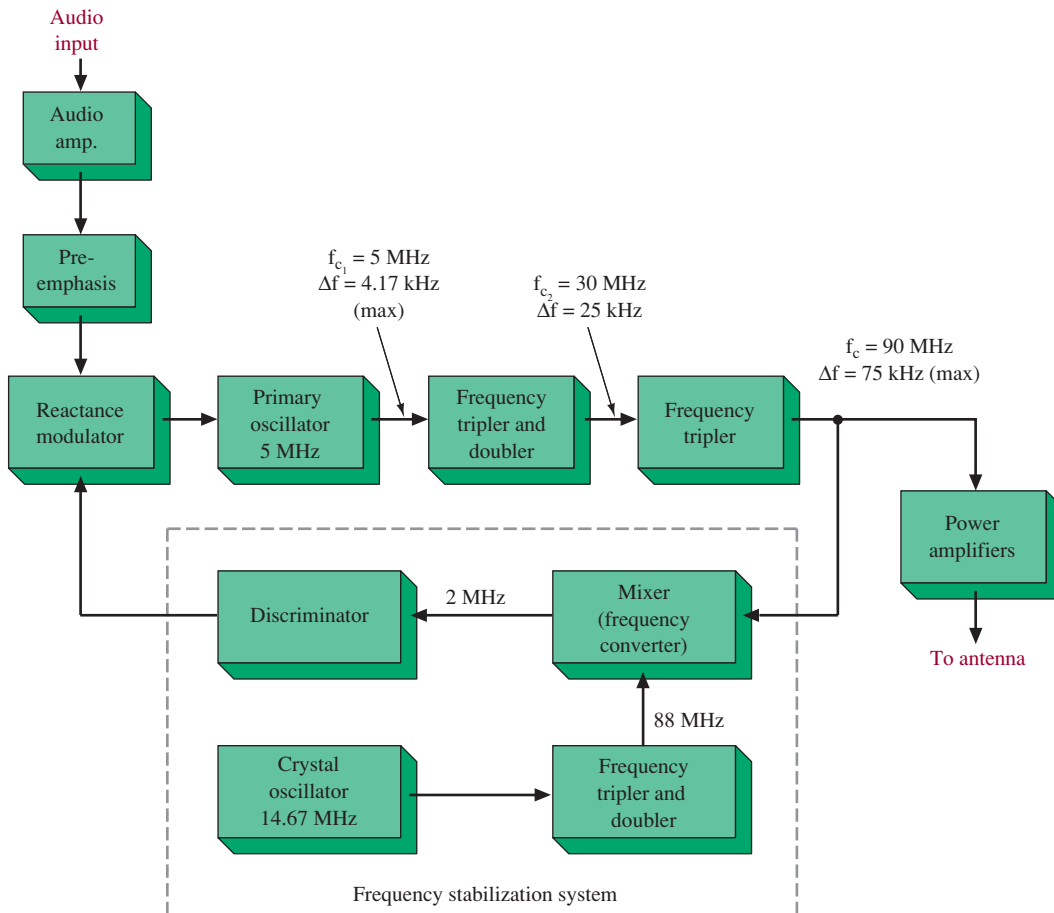 Audio
input
Audio
amp.
Pre-
emphasis
Reactance
modulator
Primary
oscillator
5 MHz
f_c₁ = 5 MHz
Δf = 4.17 kHz
(max)
Frequency
tripler and
doubler
f_c₂ = 30 MHz
Δf = 25 kHz
Frequency
tripler
f_c = 90 MHz
Δf = 75 kHz (max)
Power
amplifiers
To antenna
Discriminator
2 MHz
Mixer
(frequency
converter)
88 MHz
Crystal
oscillator
14.67 MHz
Frequency
tripler and
doubler
Frequency stabilization system